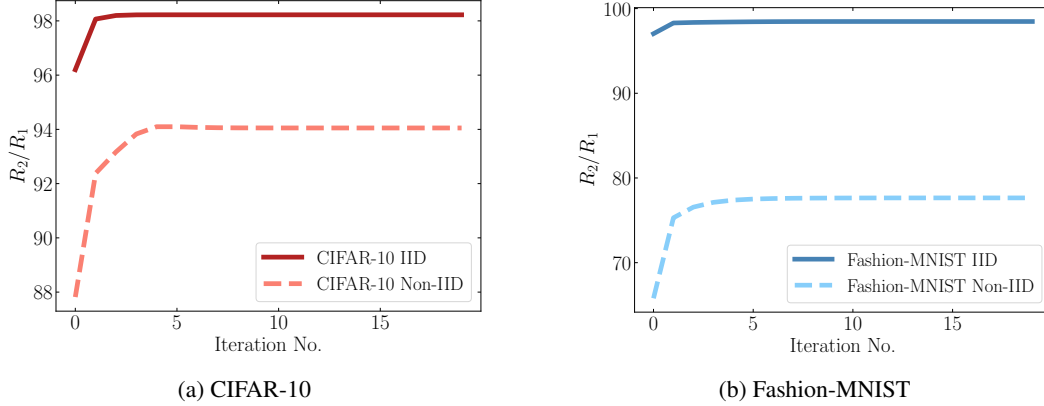 98
96
94
92
90
88
R2/R1
0
5
10
15
Iteration No.
CIFAR-10 IID
CIFAR-10 Non-IID
(a) CIFAR-10
100
90
80
70
R2/R1
0
5
10
15
Iteration No.
Fashion-MNIST IID
Fashion-MNIST Non-IID
(b) Fashion-MNIST